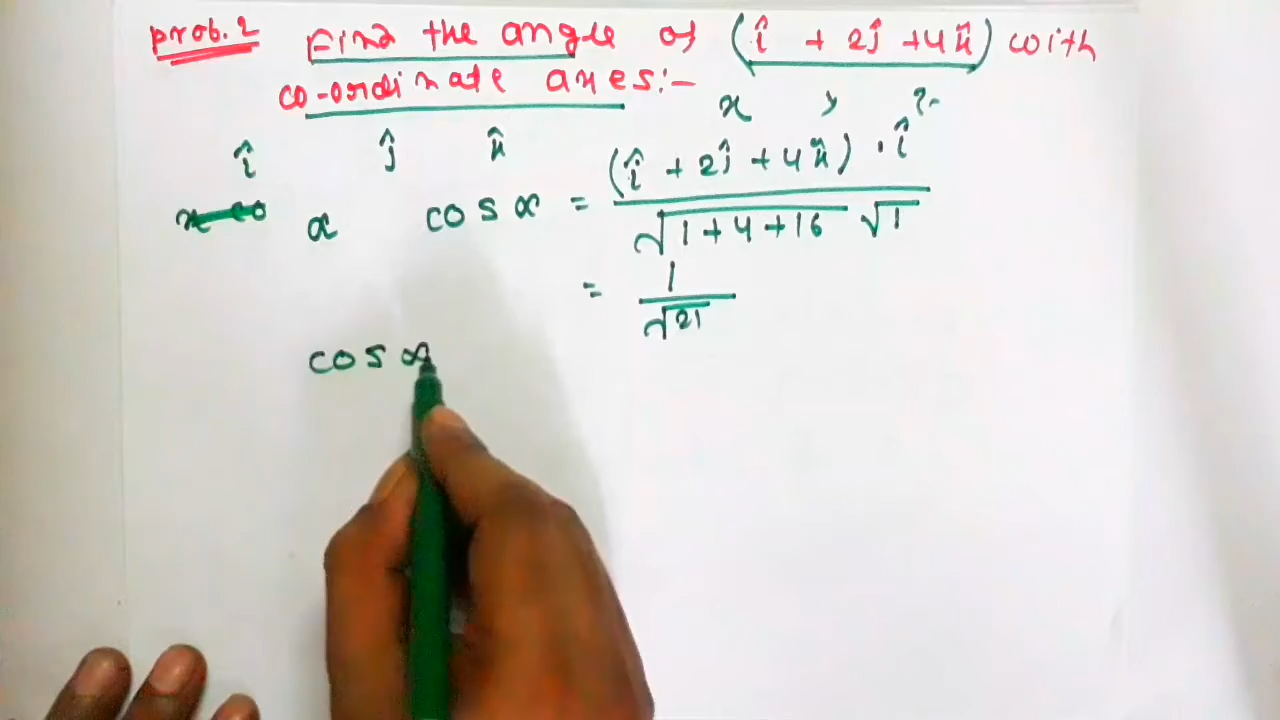 prob.2 Find the angle of (î + 2ĵ + 4k̂) with
co-ordinate axes:-
x y z
î ĵ k̂
α cos α = (î + 2ĵ + 4k̂) · î / √1+4+16 √1
= 1 / √21
cos α